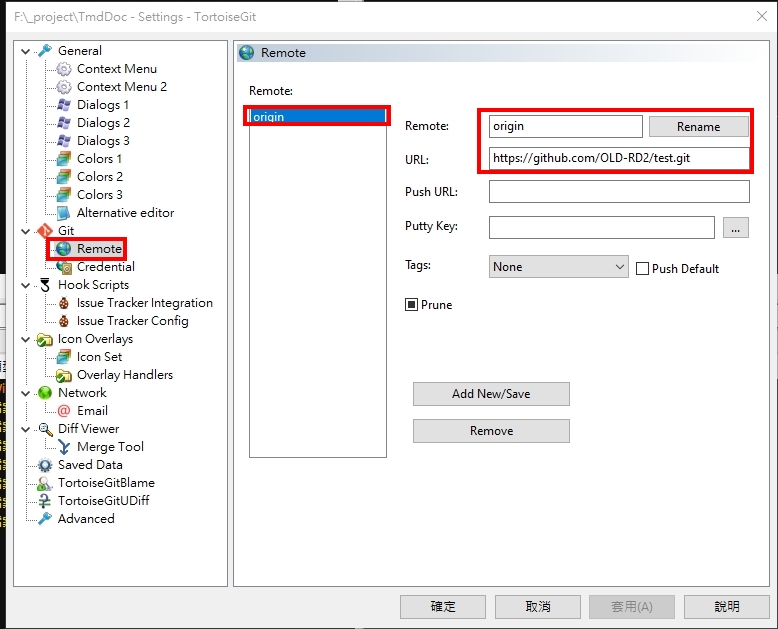 F:\_project\TmdDoc - Settings - TortoiseGit
General
Context Menu
Context Menu 2
Dialogs 1
Dialogs 2
Dialogs 3
Colors 1
Colors 2
Colors 3
Alternative editor
Git
Remote
Credential
Hook Scripts
Issue Tracker Integration
Issue Tracker Config
Icon Overlays
Icon Set
Overlay Handlers
Network
Email
Diff Viewer
Merge Tool
Saved Data
TortoiseGitBlame
TortoiseGitUDiff
Advanced
Remote
Remote:
origin
Remote: origin Rename
URL: https://github.com/OLD-RD2/test.git
Push URL:
Putty Key: ...
Tags: None Push Default
Prune
Add New/Save
Remove
確定 取消 套用(A) 說明